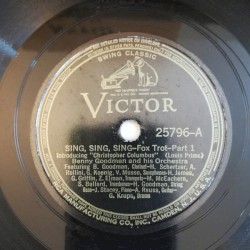 SWING CLASSIC
VICTOR
25796-A
SING, SING, SING—Fox Trot-Part 1
Introducing "Christopher Columbus" (Louis Prima)
Benny Goodman and his Orchestra
Featuring B. Goodman, Clnet-H. Schertzer, A.
Rollini, G. Koenig, V. Musso, Saxophones-H. James,
G. Griffin, Z. Elman, Trumpets-M. McEachern,
S. Ballard, Trombones-H. Goodman, String
Bass-J. Stacey, Piano-A. Reuss, Guitar-
G. Krupa, Drums
MANUFACTURING CO., INC., CAMDEN, N.J.